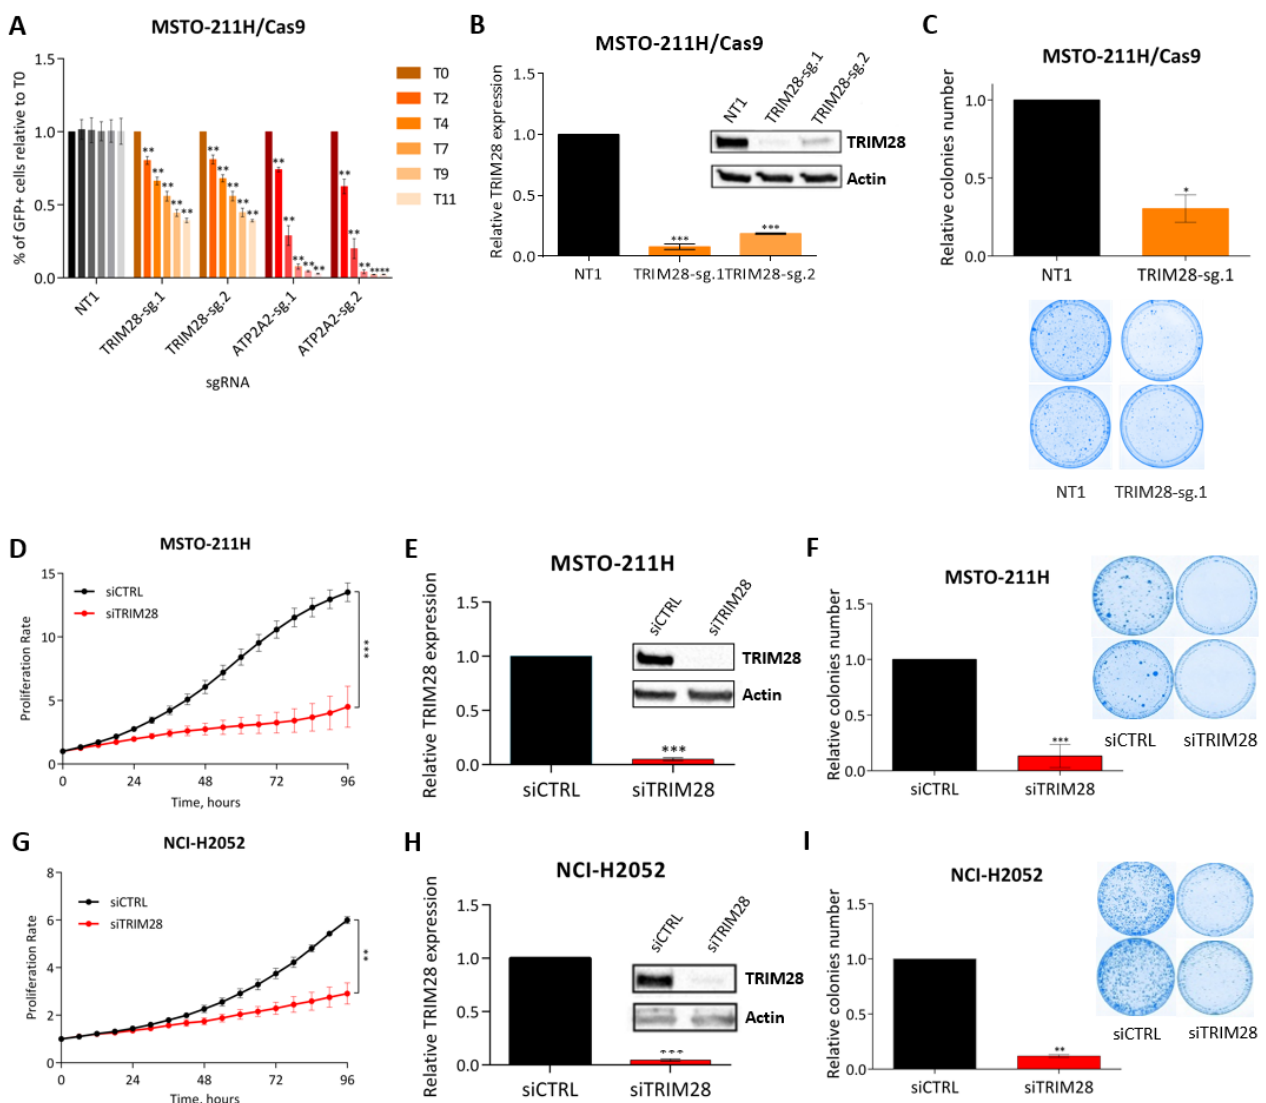 A
MSTO-211H/Cas9
% of GFP+ cells relative to T0
1.5
1.0
0.5
0.0
** ** ** ** **
** ** ** ** **
** ** ** ** **
** ** ** ****
NT1
TRIM28-sg.1
TRIM28-sg.2
ATP2A2-sg.1
ATP2A2-sg.2
sgRNA
T0
T2
T4
T7
T9
T11
B
MSTO-211H/Cas9
Relative TRIM28 expression
1.5
1.0
0.5
0.0
***
***
NT1
TRIM28-sg.1
TRIM28-sg.2
NT1
TRIM28-sg.1
TRIM28-sg.2
TRIM28
Actin
C
MSTO-211H/Cas9
Relative colonies number
1.0
0.5
0.0
*
NT1
TRIM28-sg.1
NT1
TRIM28-sg.1
D
MSTO-211H
Proliferation Rate
15
10
5
0
siCTRL
siTRIM28
***
0
24
48
72
96
Time, hours
E
MSTO-211H
Relative TRIM28 expression
1.5
1.0
0.5
0.0
***
siCTRL
siTRIM28
siCTRL
siTRIM28
TRIM28
Actin
F
MSTO-211H
Relative colonies number
1.5
1.0
0.5
0.0
***
siCTRL
siTRIM28
siCTRL
siTRIM28
G
NCI-H2052
Proliferation Rate
8
6
4
2
0
siCTRL
siTRIM28
**
0
24
48
72
96
Time, hours
H
NCI-H2052
Relative TRIM28 expression
1.5
1.0
0.5
0.0
***
siCTRL
siTRIM28
siCTRL
siTRIM28
TRIM28
Actin
I
NCI-H2052
Relative colonies number
1.5
1.0
0.5
0.0
**
siCTRL
siTRIM28
siCTRL
siTRIM28